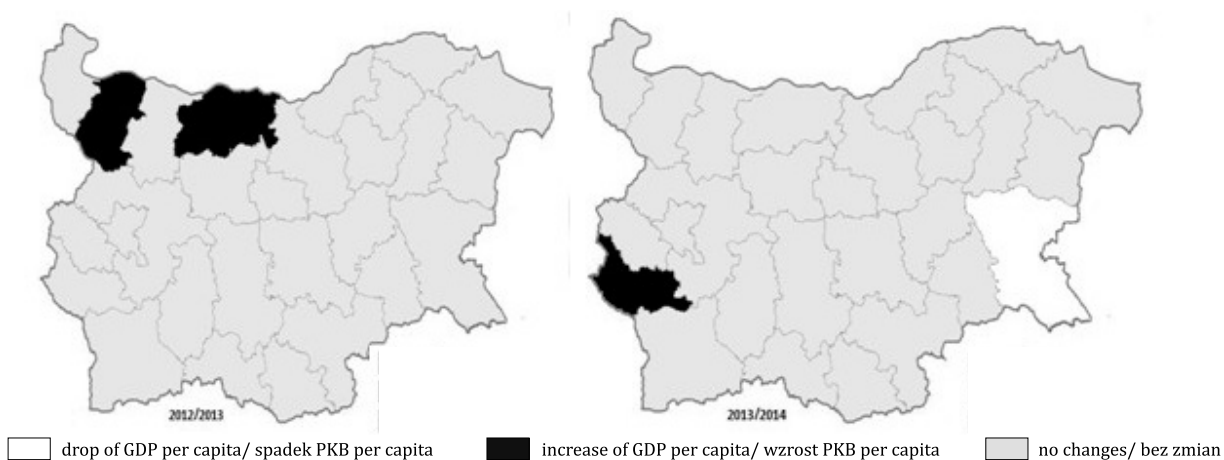 2012/2013
2013/2014
drop of GDP per capita/ spadek PKB per capita
increase of GDP per capita/ wzrost PKB per capita
no changes/ bez zmian